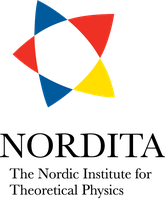 NORDITA
The Nordic Institute for
Theoretical Physics